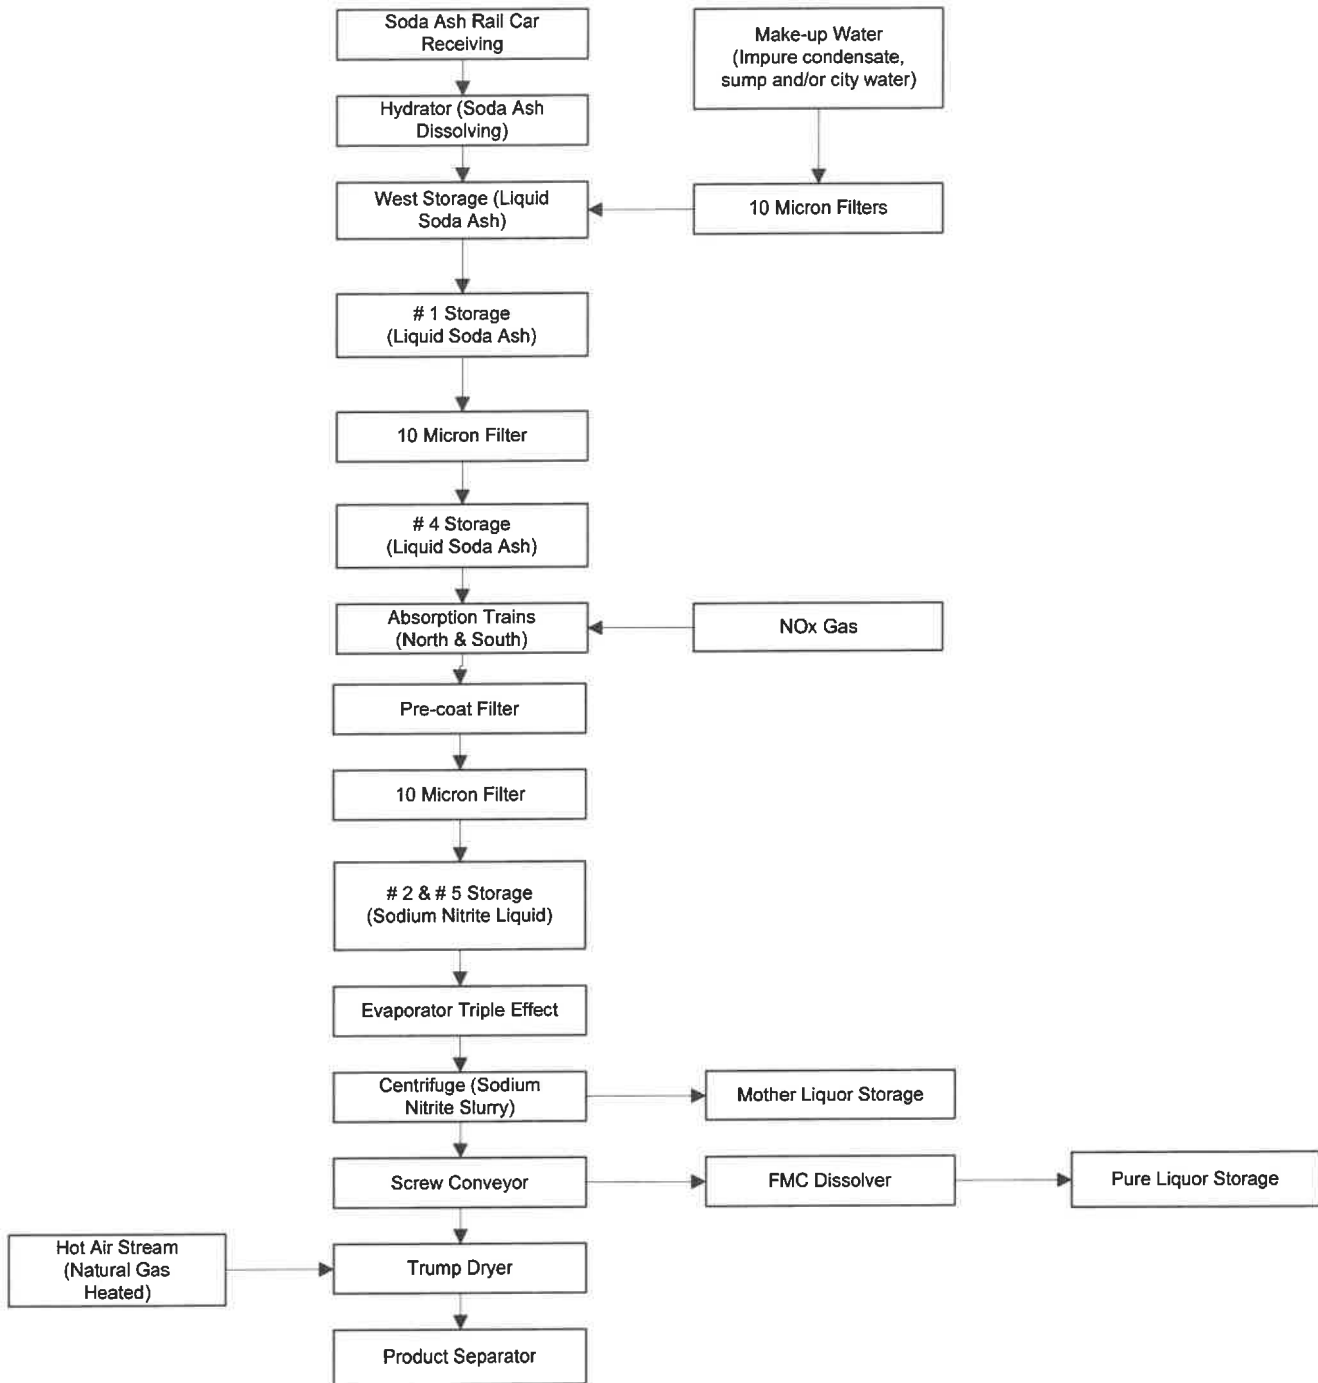 Soda Ash Rail Car
Receiving
Make-up Water
(Impure condensate,
sump and/or city water)
Hydrator (Soda Ash
Dissolving)
West Storage (Liquid
Soda Ash)
10 Micron Filters
# 1 Storage
(Liquid Soda Ash)
10 Micron Filter
# 4 Storage
(Liquid Soda Ash)
Absorption Trains
(North & South)
NOx Gas
Pre-coat Filter
10 Micron Filter
# 2 & # 5 Storage
(Sodium Nitrite Liquid)
Evaporator Triple Effect
Centrifuge (Sodium
Nitrite Slurry)
Mother Liquor Storage
Screw Conveyor
FMC Dissolver
Pure Liquor Storage
Hot Air Stream
(Natural Gas
Heated)
Trump Dryer
Product Separator